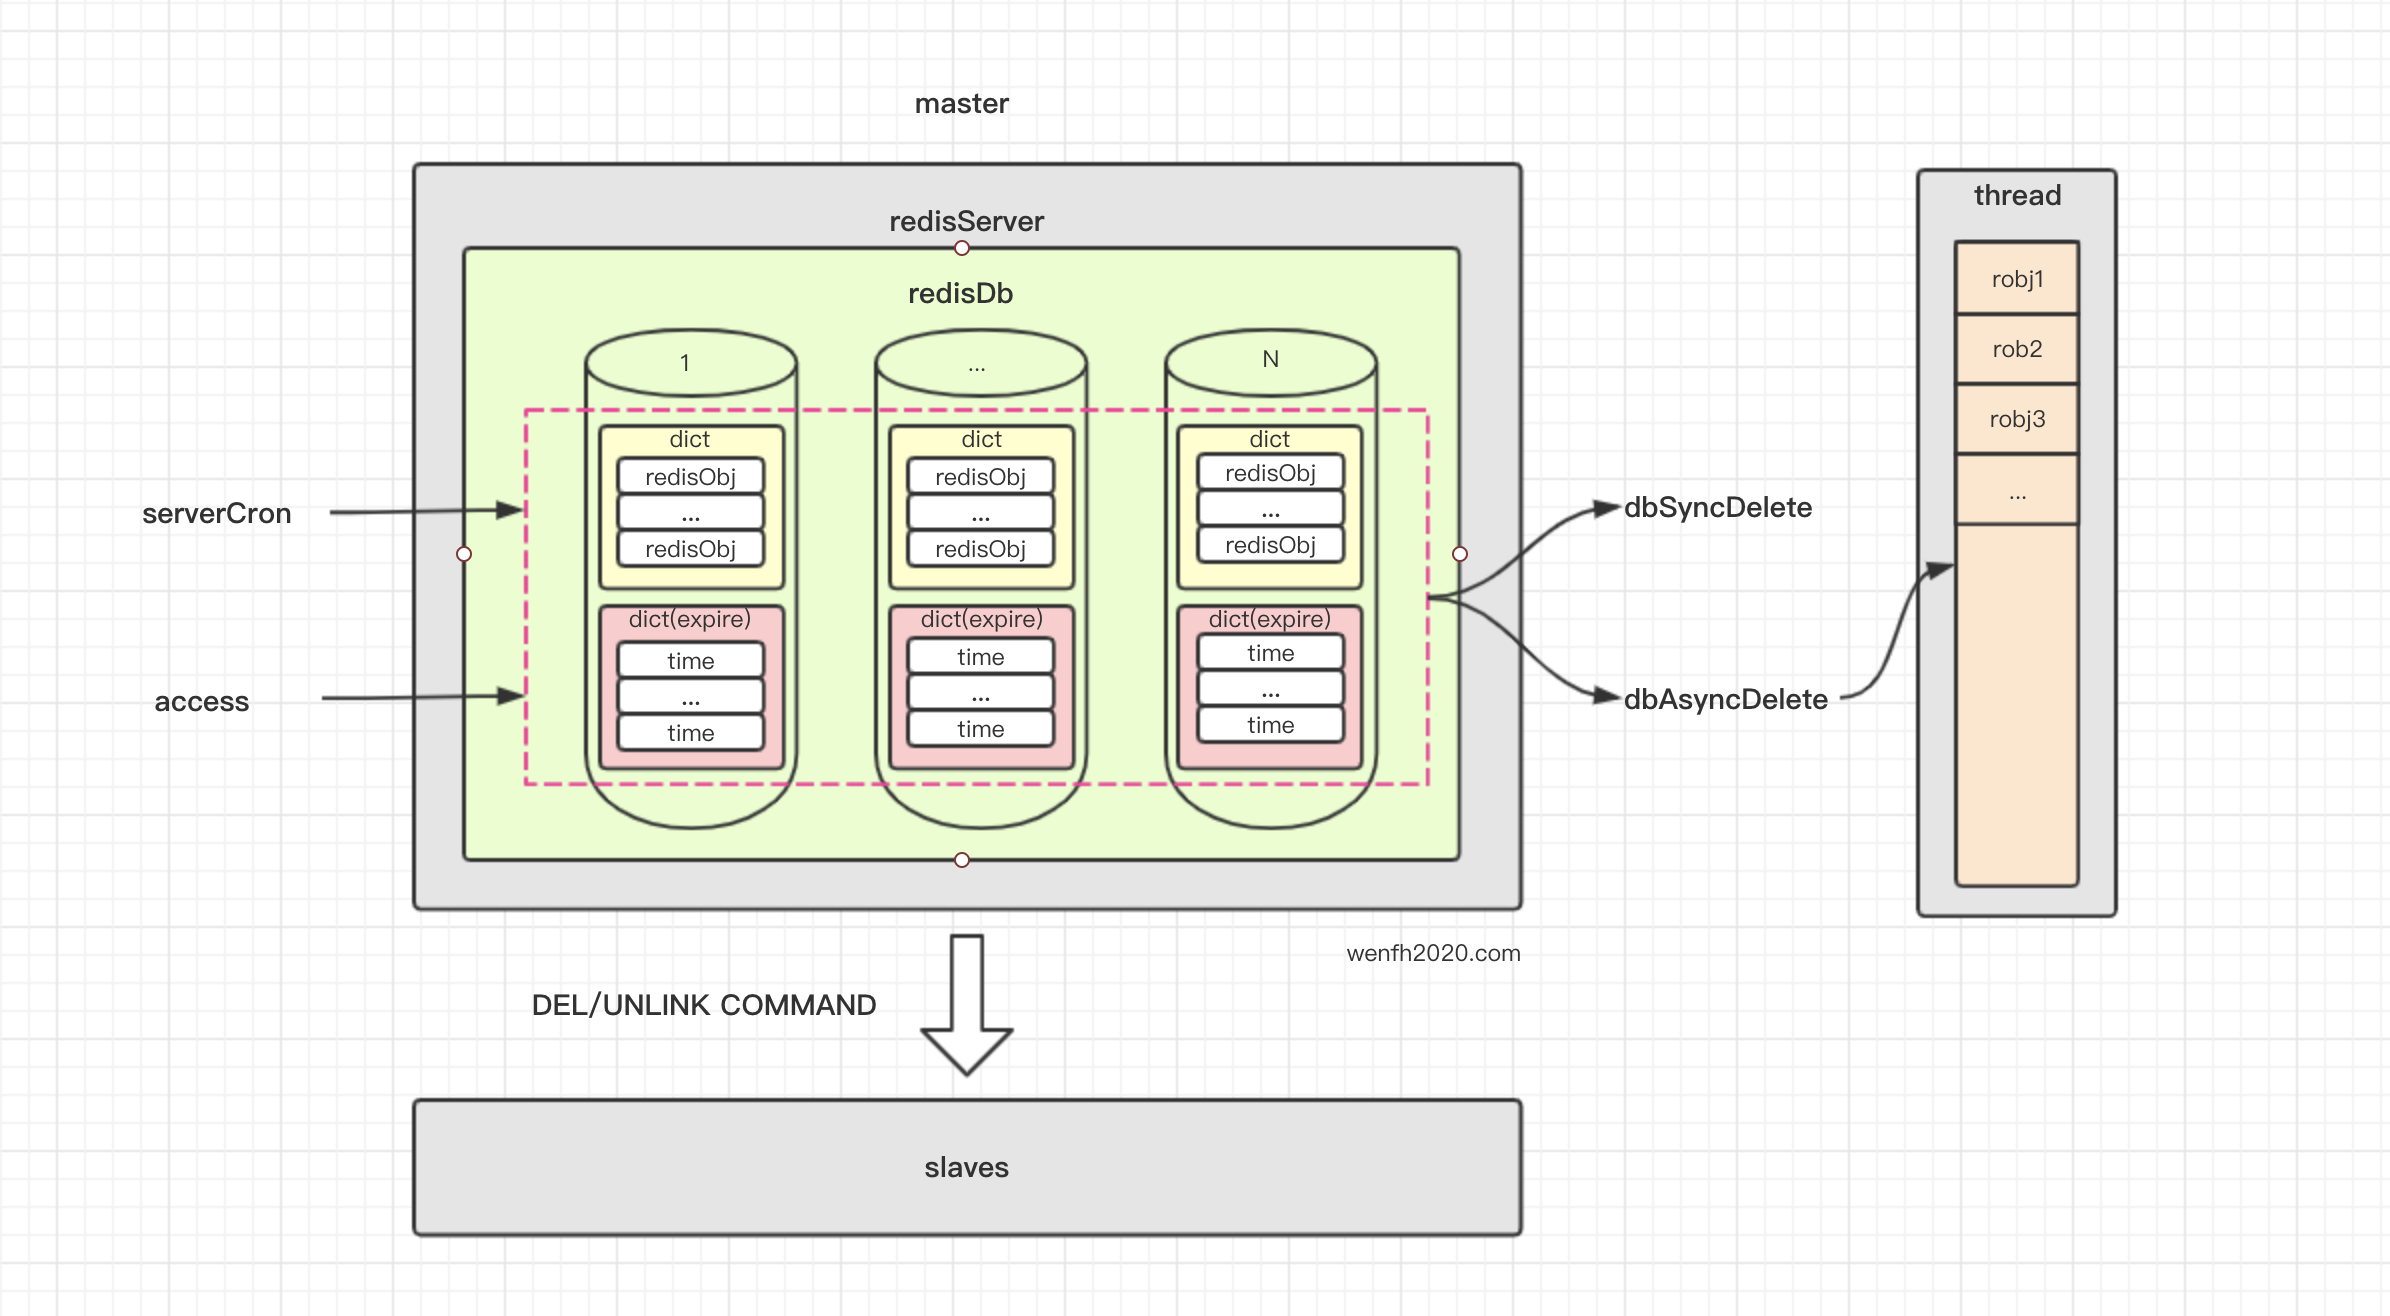 master
redisServer
redisDb
1
...
N
dict
redisObj
...
redisObj
dict(expire)
time
...
time
dict
redisObj
...
redisObj
dict(expire)
time
...
time
dict
redisObj
...
redisObj
dict(expire)
time
...
time
serverCron
access
dbSyncDelete
dbAsyncDelete
thread
robj1
rob2
robj3
...
wenfh2020.com
DEL/UNLINK COMMAND
slaves